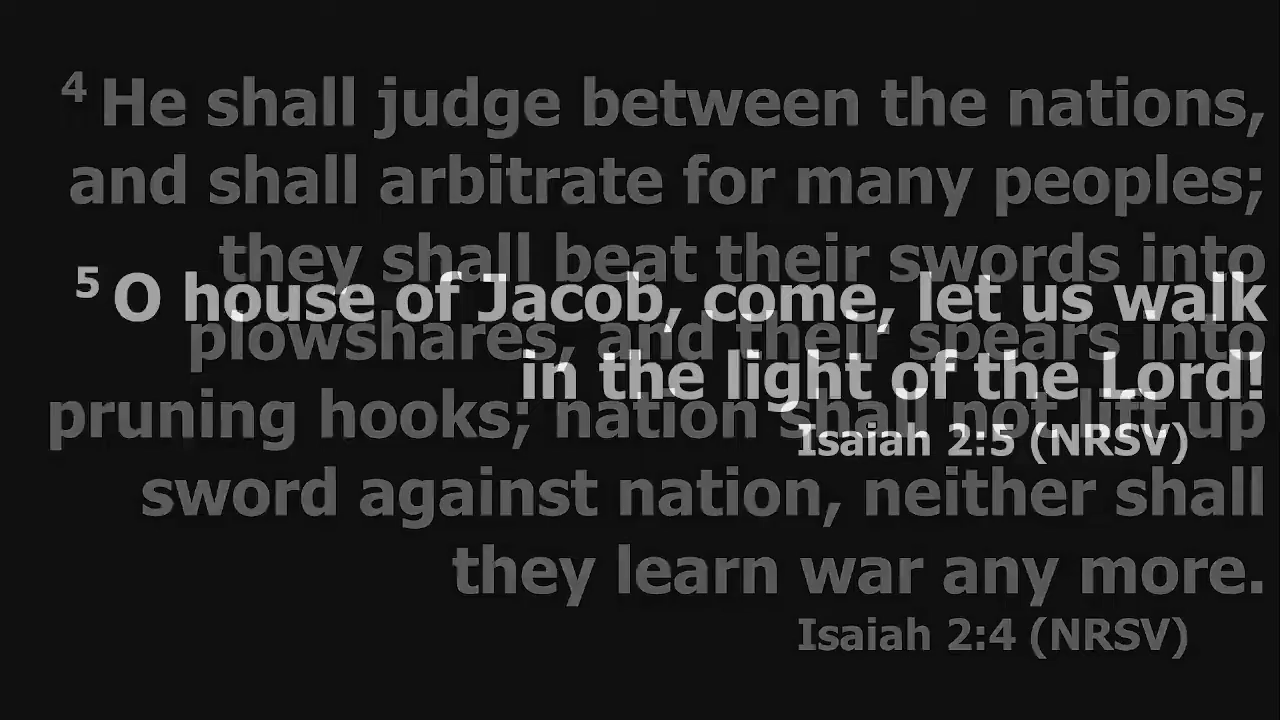 4 He shall judge between the nations,
and shall arbitrate for many peoples;
they shall beat their swords into
plowshares, and their spears into
pruning hooks; nation shall not lift up
sword against nation, neither shall
they learn war any more.
Isaiah 2:4 (NRSV)
5 O house of Jacob, come, let us walk
in the light of the Lord!
Isaiah 2:5 (NRSV)